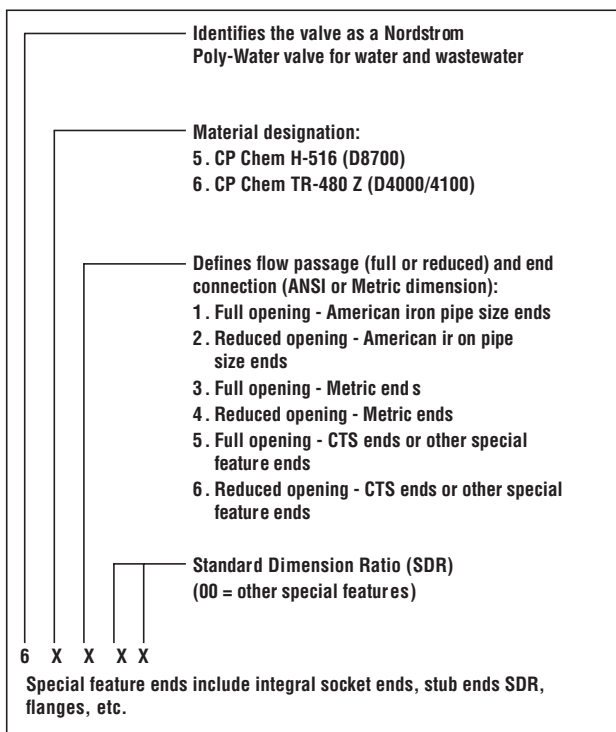 Identifies the valve as a Nordstrom
Poly-Water valve for water and wastewater
Material designation:
5. CP Chem H-516 (D8700)
6. CP Chem TR-480 Z (D4000/4100)
Defines flow passage (full or reduced) and end
connection (ANSI or Metric dimension):
1. Full opening - American iron pipe size ends
2. Reduced opening - American ir on pipe
size ends
3. Full opening - Metric end s
4. Reduced opening - Metric ends
5. Full opening - CTS ends or other special
feature ends
6. Reduced opening - CTS ends or other special
feature ends
Standard Dimension Ratio (SDR)
(00 = other special features)
6 X X X X
Special feature ends include integral socket ends, stub ends SDR,
flanges, etc.